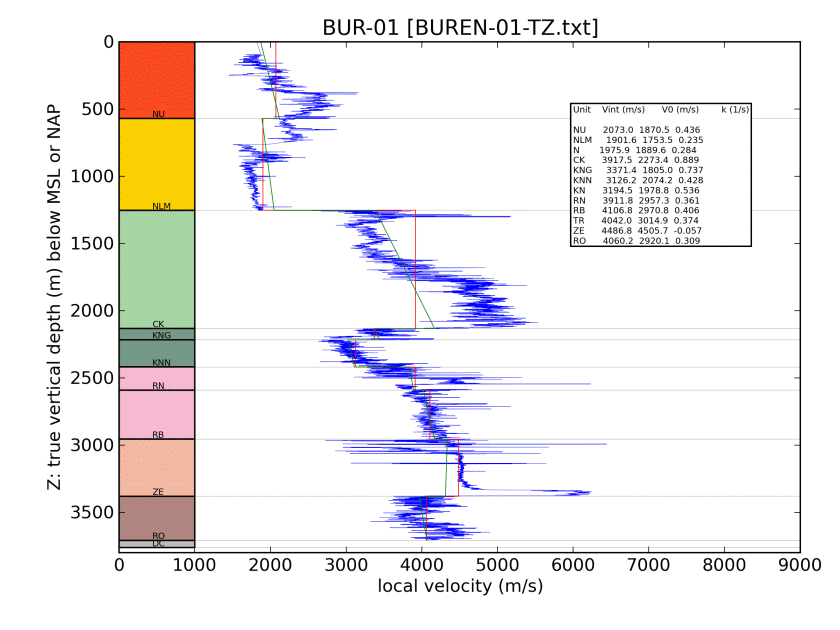 BUR-01 [BUREN-01-TZ.txt]
Z: true vertical depth (m) below MSL or NAP
0
500
1000
1500
2000
2500
3000
3500
NU
NLM
CK
KNG
KNN
RN
RB
ZE
RO
DC
Unit Vint (m/s) V0 (m/s) k (1/s)
NU 2073.0 1870.5 0.436
NLM 1901.6 1753.5 0.235
N 1975.9 1889.6 0.284
CK 3917.5 2273.4 0.889
KNG 3371.4 1805.0 0.737
KNN 3126.2 2074.2 0.428
KN 3194.5 1978.8 0.536
RN 3911.8 2957.3 0.361
RB 4106.8 2970.8 0.406
TR 4042.0 3014.9 0.374
ZE 4486.8 4505.7 -0.057
RO 4060.2 2920.1 0.309
0 1000 2000 3000 4000 5000 6000 7000 8000 9000
local velocity (m/s)